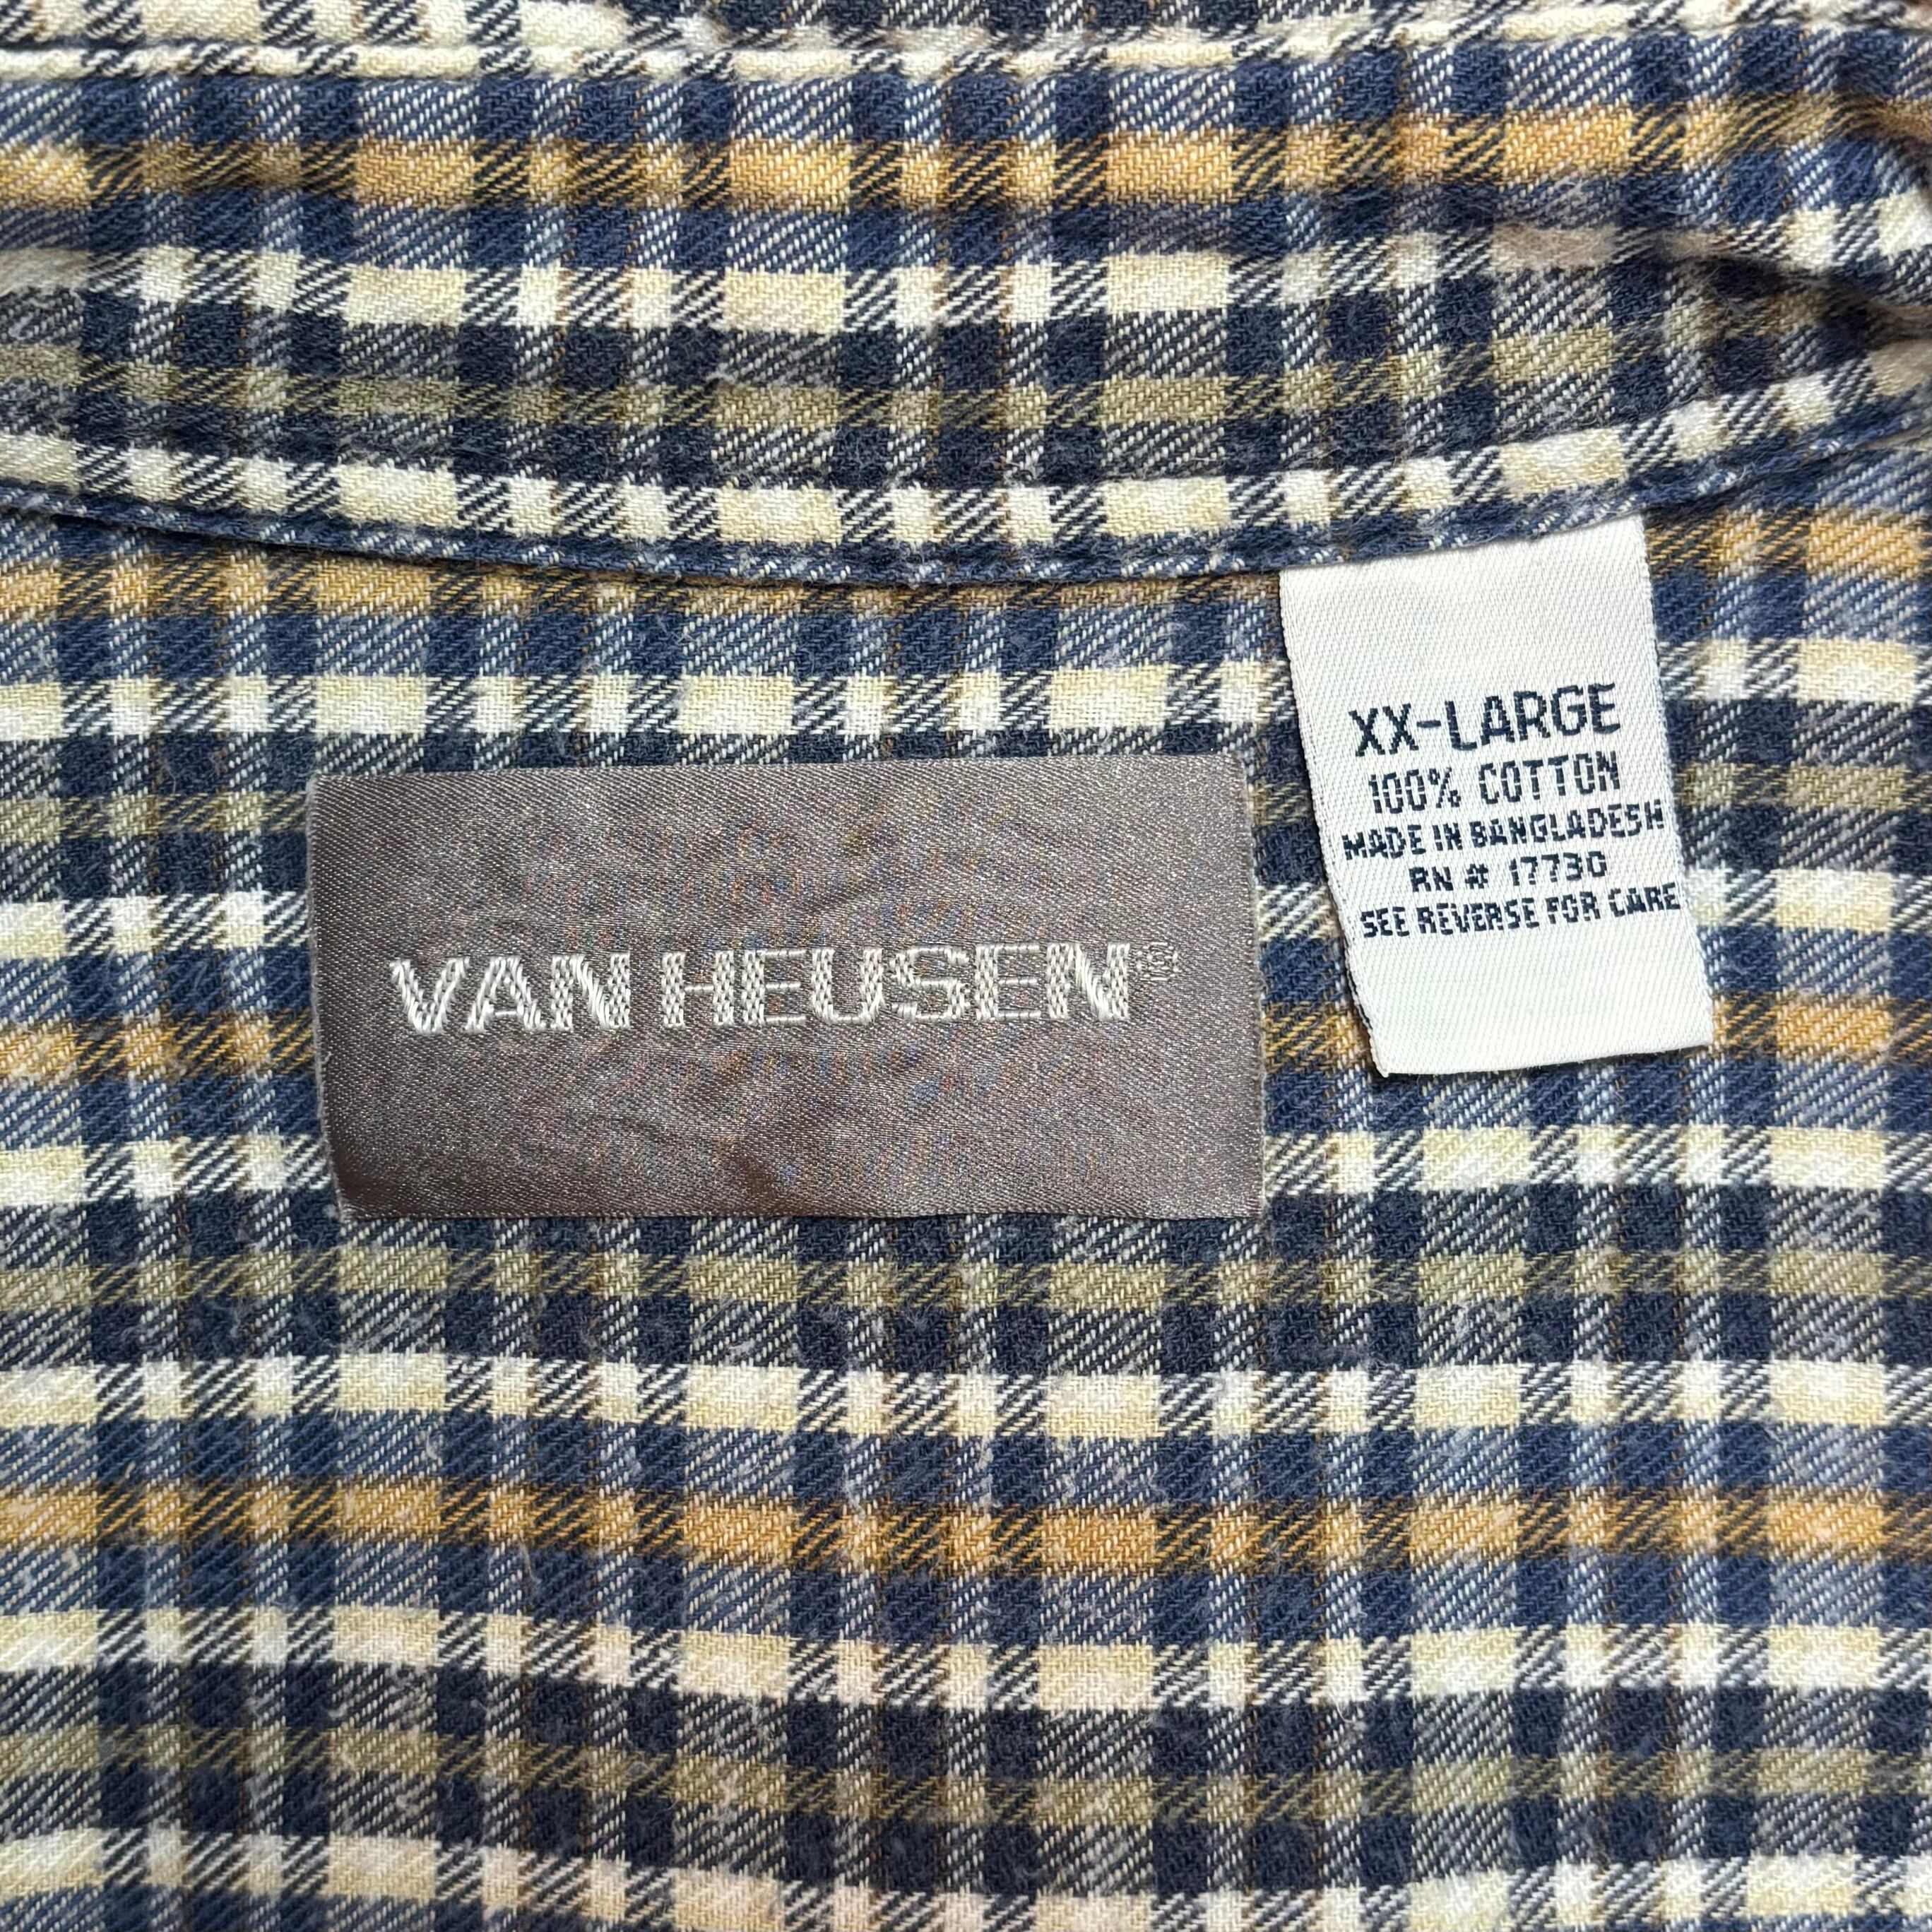 VAN HEUSEN®
XX-LARGE
100% COTTON
MADE IN BANGLADESH
RN # 17730
SEE REVERSE FOR CARE